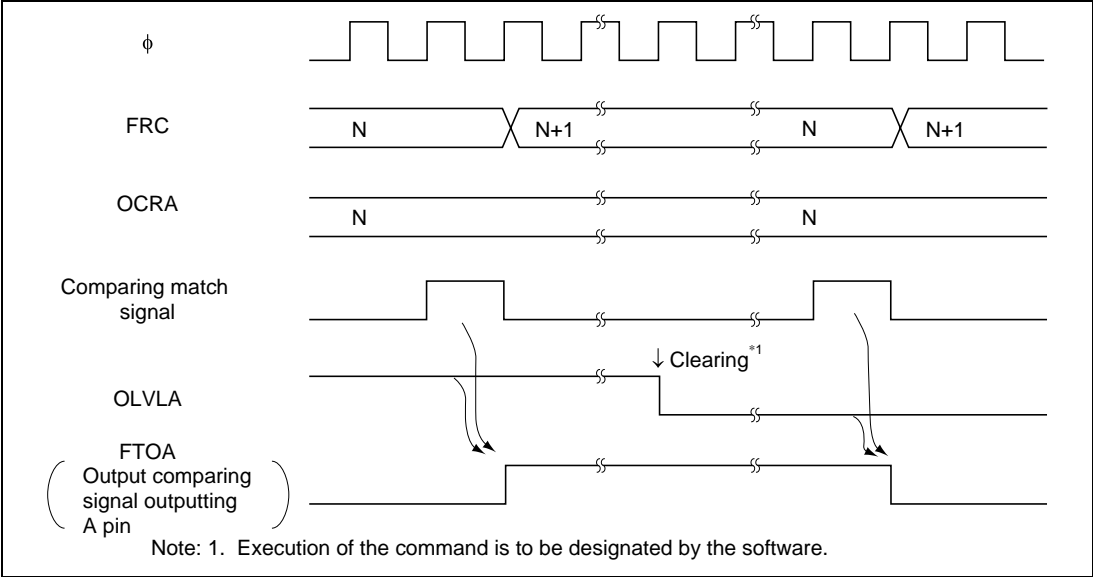 ϕ
FRC
N
N+1
N
N+1
OCRA
N
N
Comparing match
signal
↓ Clearing*1
OLVLA
FTOA
Output comparing
signal outputting
A pin
Note: 1. Execution of the command is to be designated by the software.